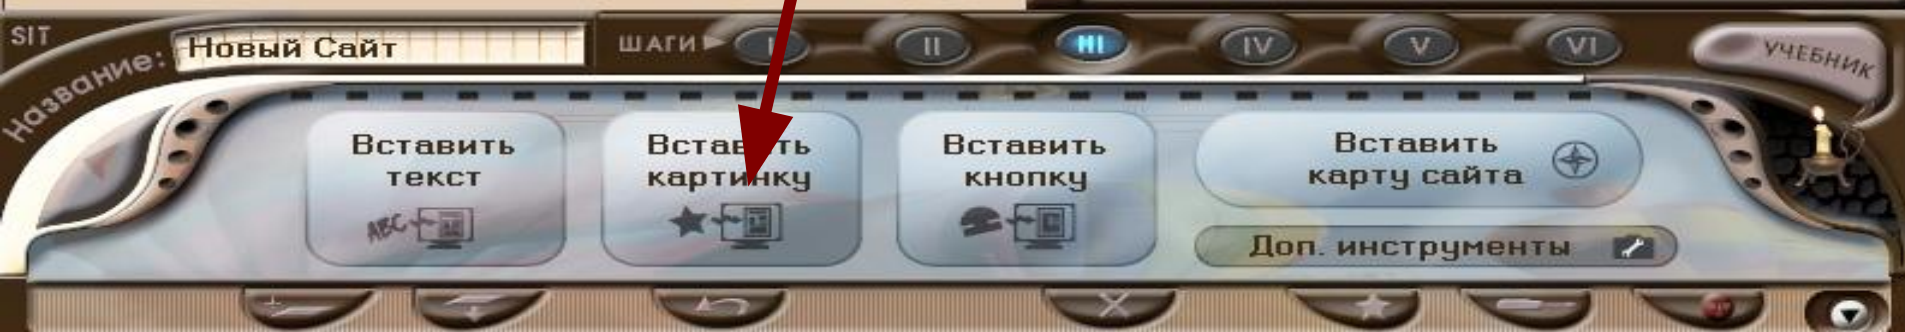 SIT
Название:
Новый Сайт
ШАГИ
I II III IV V VI
УЧЕБНИК
Вставить
текст
ABC
Вставить
картинку
Вставить
кнопку
Вставить
карту сайта
Доп. инструменты